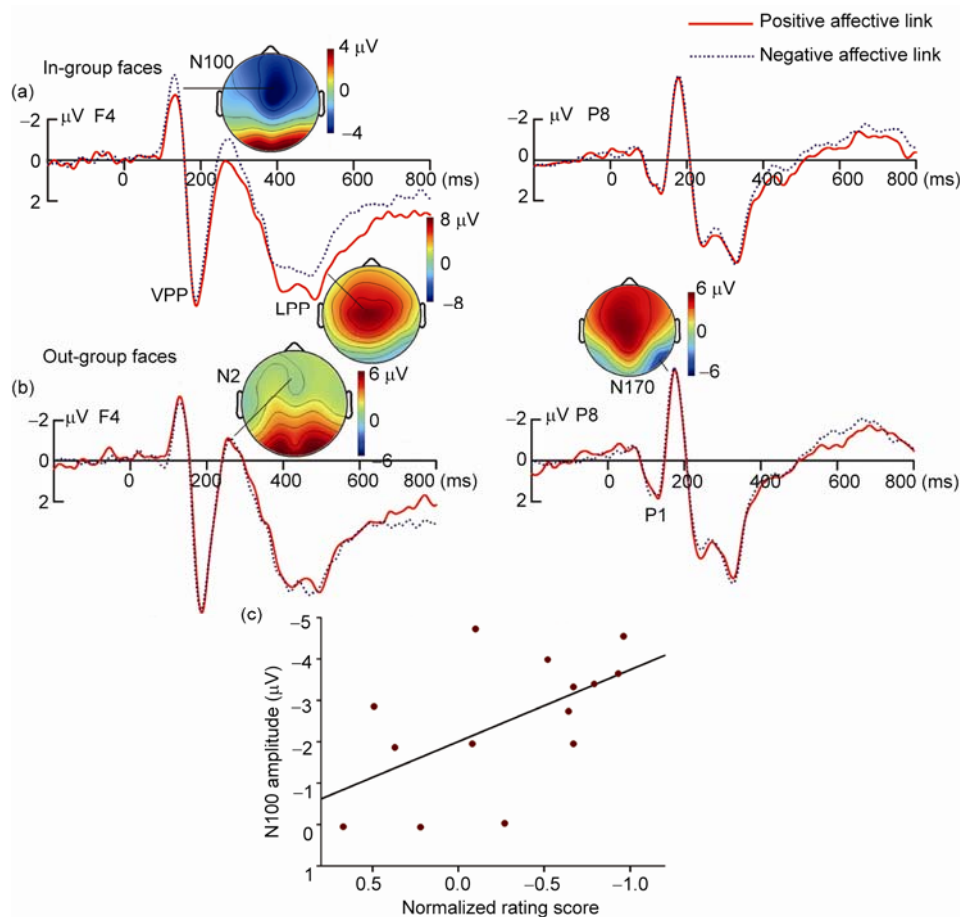 Positive affective link
Negative affective link
In-group faces
(a)
N100
4 μV
0
−4
μV F4
−2
0
2
0 200 400 600 800 (ms)
VPP
LPP
8 μV
0
−8
μV P8
−2
0
2
0 200 400 600 800 (ms)
Out-group faces
(b)
N2
6 μV
0
−6
μV F4
−2
0
2
0 200 400 600 800 (ms)
6 μV
0
−6
N170
μV P8
−2
0
2
0 200 400 600 800 (ms)
P1
(c)
N100 amplitude (μV)
−5
−4
−3
−2
−1
0
1
0.5 0.0 −0.5 −1.0
Normalized rating score